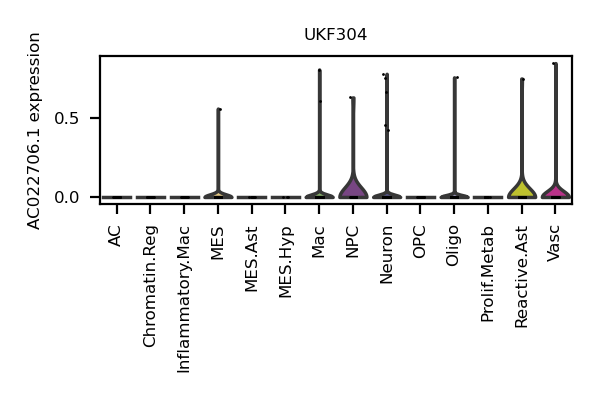 UKF304
AC022706.1 expression
0.5
0.0
AC
Chromatin.Reg
Inflammatory.Mac
MES
MES.Ast
MES.Hyp
Mac
NPC
Neuron
OPC
Oligo
Prolif.Metab
Reactive.Ast
Vasc